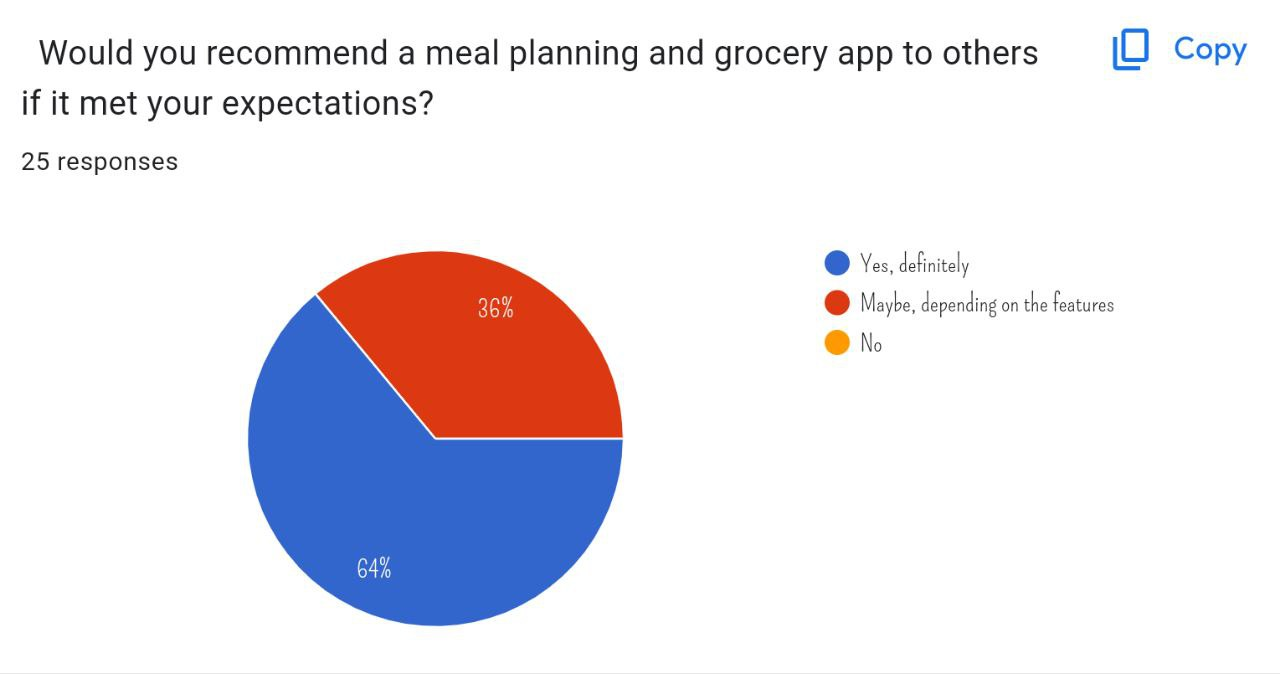 Would you recommend a meal planning and grocery app to others
if it met your expectations?
Copy
25 responses
36%
64%
Yes, definitely
Maybe, depending on the features
No